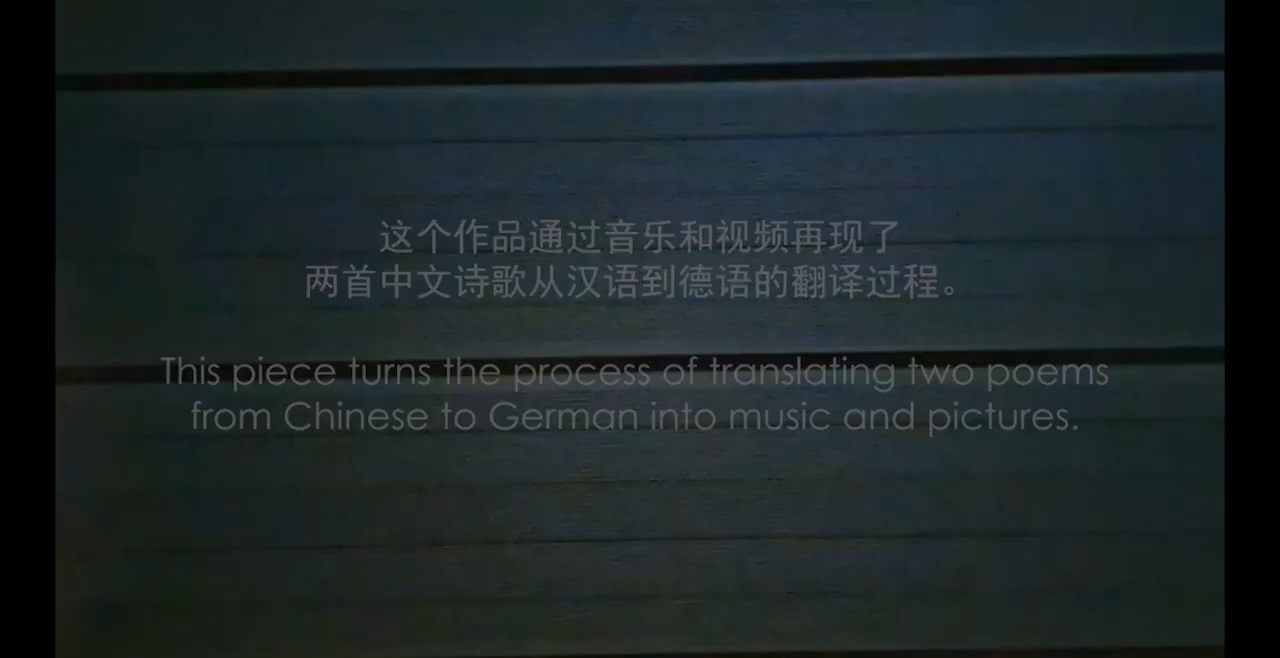 这个作品通过音乐和视频再现了
两首中文诗歌从汉语到德语的翻译过程。
This piece turns the process of translating two poems
from Chinese to German into music and pictures.